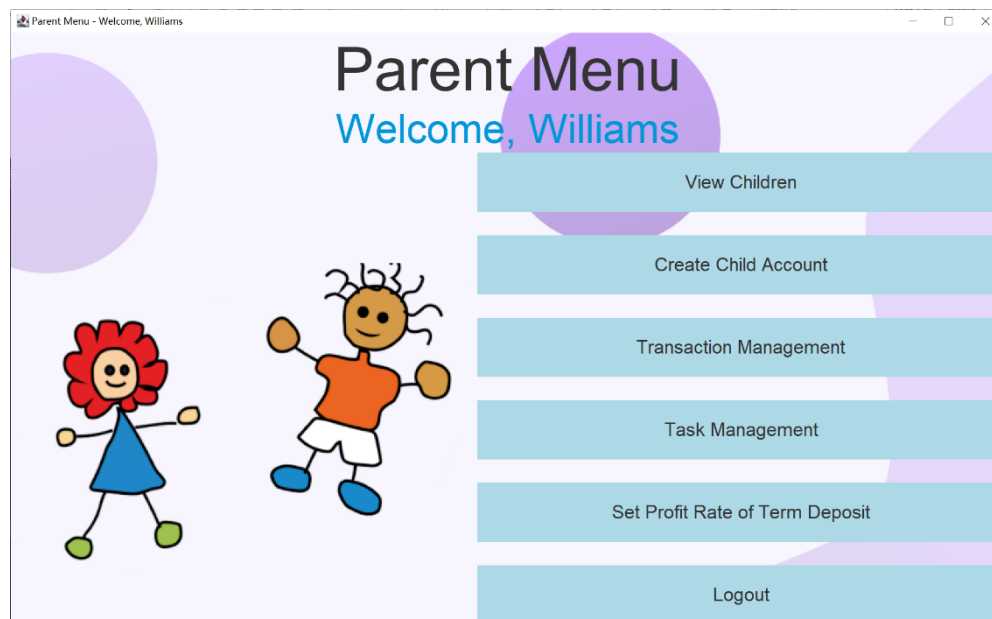 Parent Menu - Welcome, Williams
Parent Menu
Welcome, Williams
View Children
Create Child Account
Transaction Management
Task Management
Set Profit Rate of Term Deposit
Logout